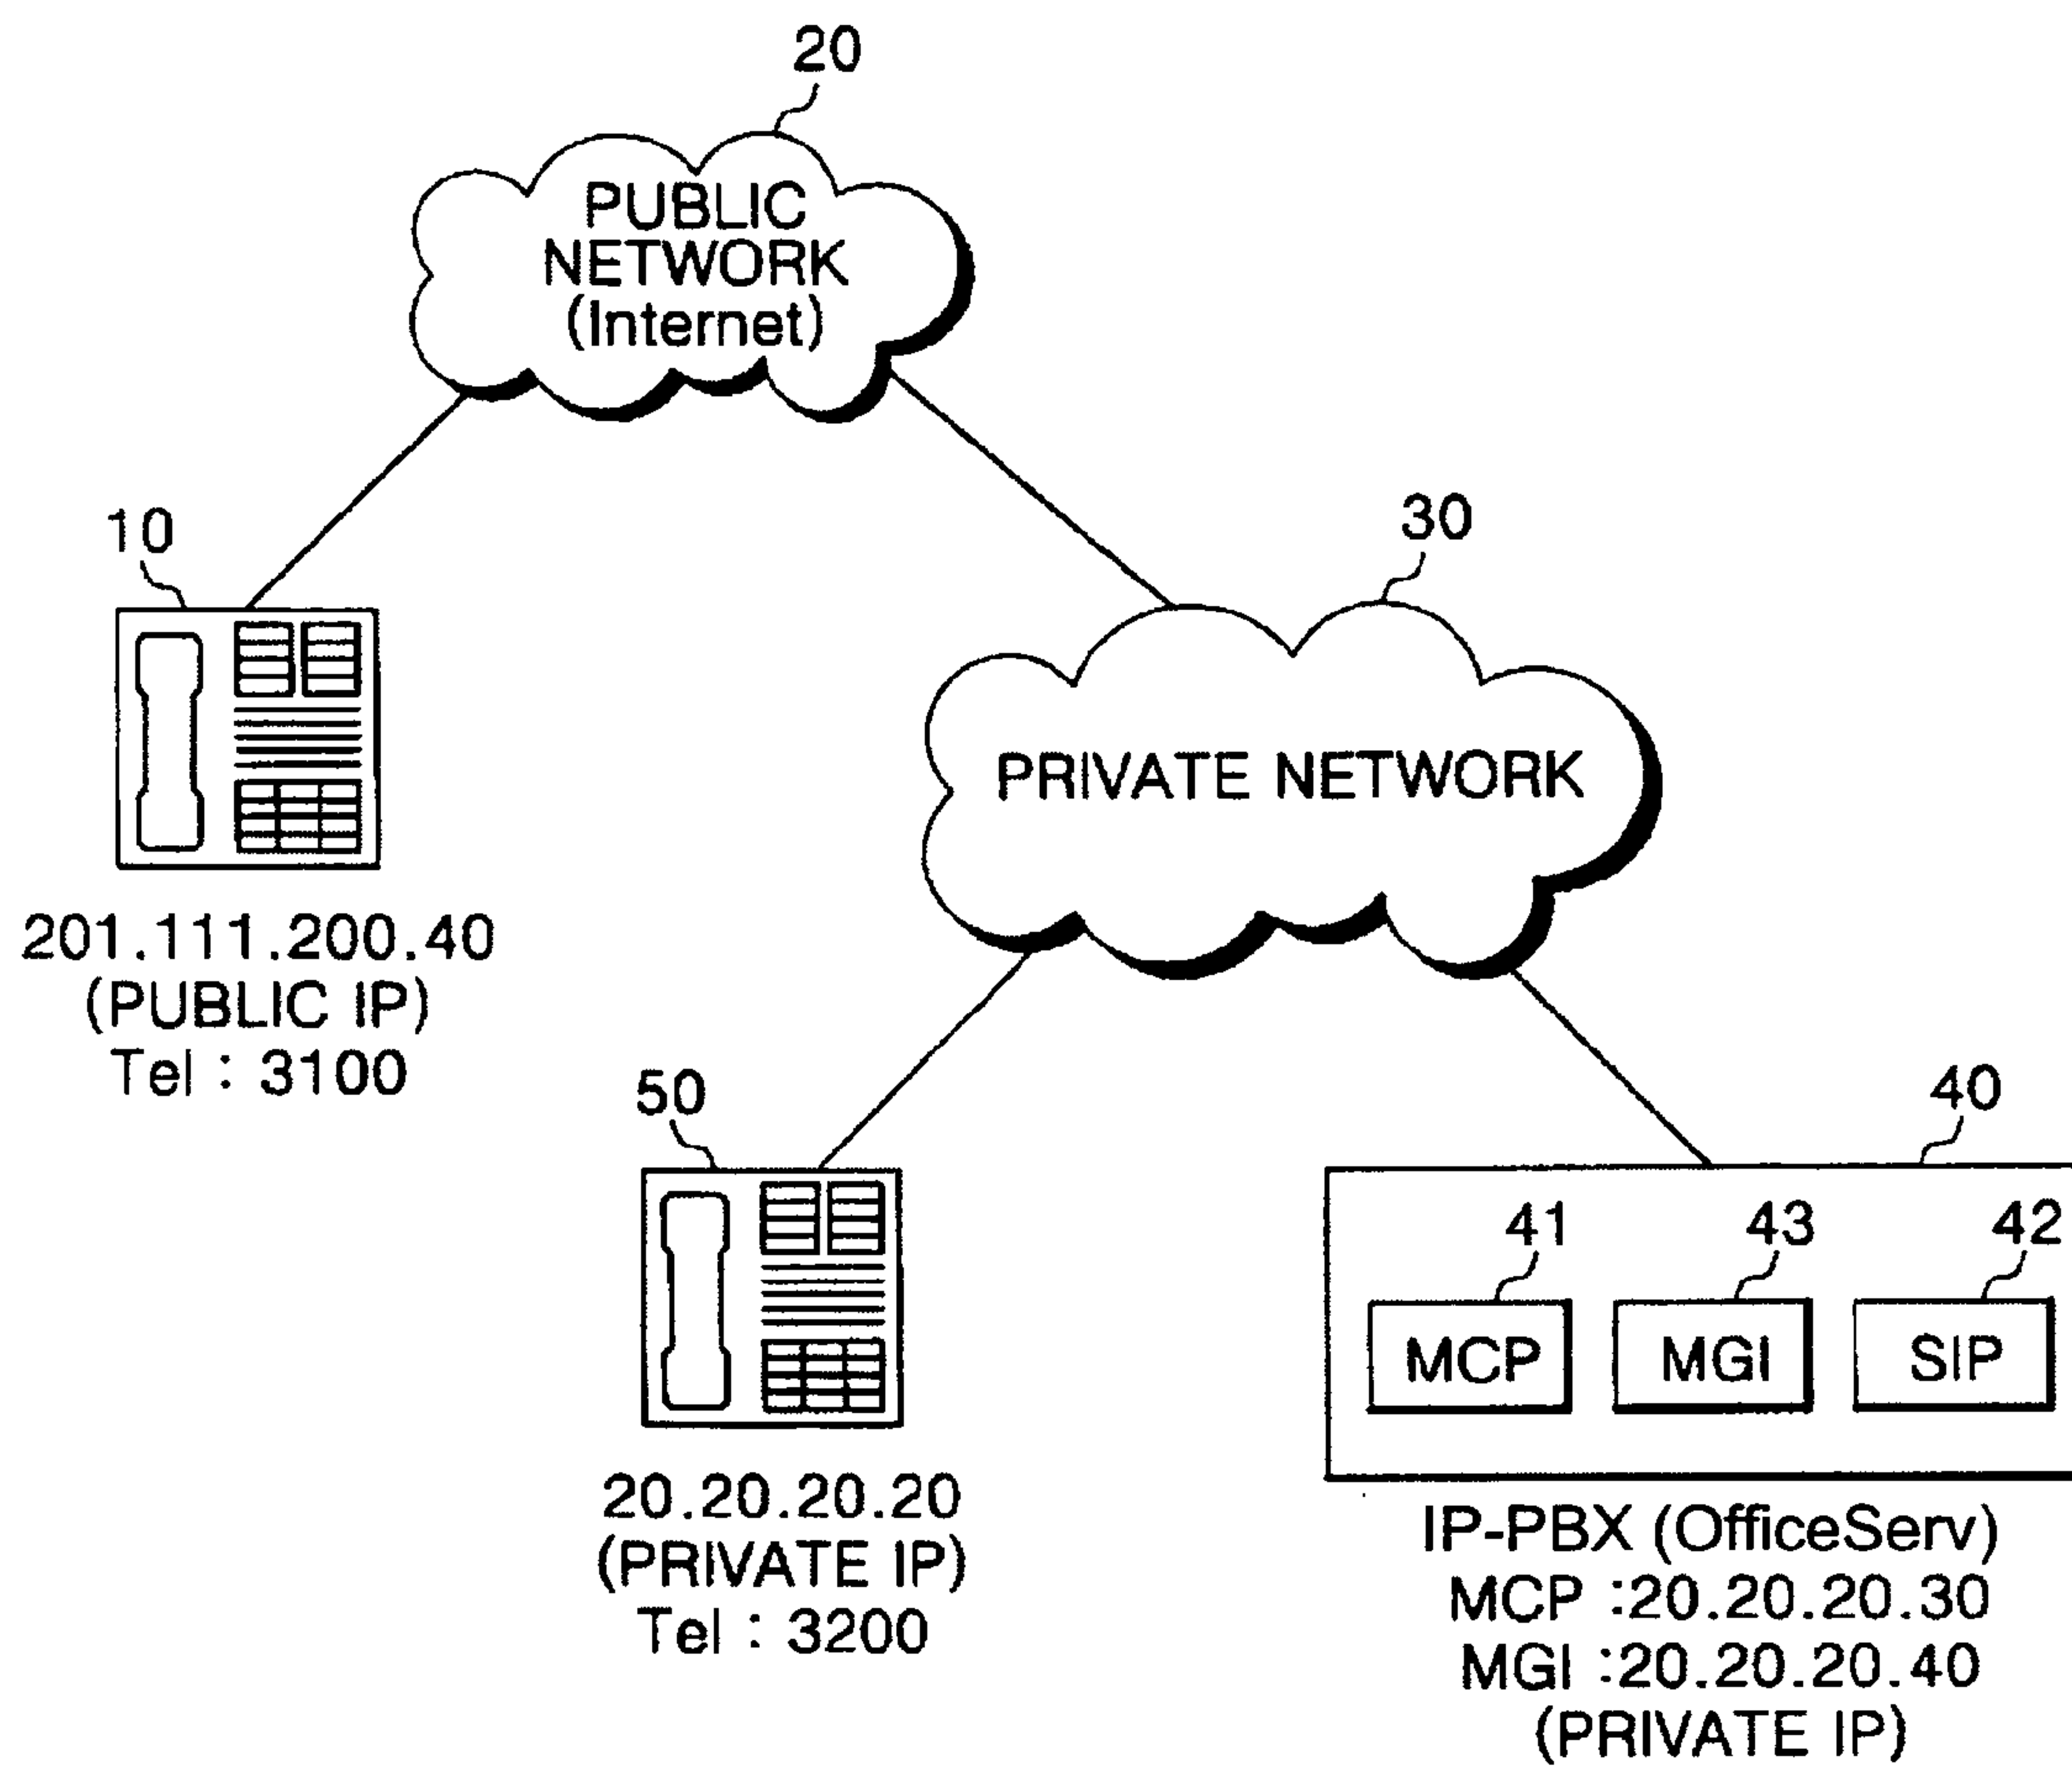 20
PUBLIC
NETWORK
(Internet)
10
30
PRIVATE NETWORK
201.111.200.40
(PUBLIC IP)
Tel : 3100
50
40
41
43
42
MCP
MGI
SIP
20.20.20.20
(PRIVATE IP)
Tel : 3200
IP-PBX (OfficeServ)
MCP :20.20.20.30
MGI :20.20.20.40
(PRIVATE IP)